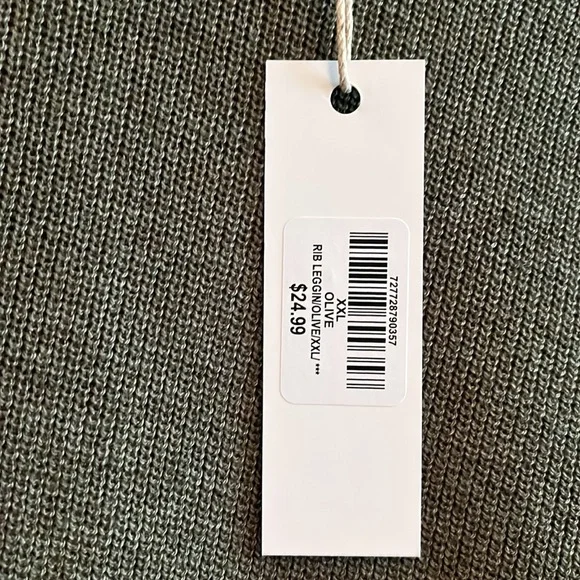 727728790357
XXL
OLIVE
RIB LEGGIN/OLIVE/XXL/ ***
$24.99